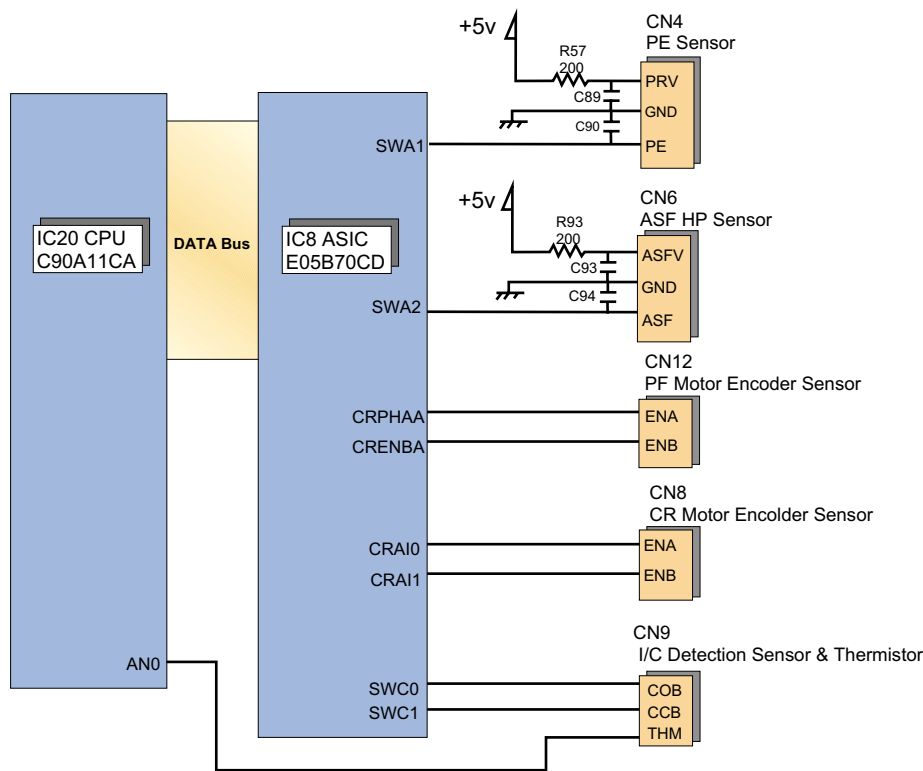 CN4
PE Sensor
+5v
R57
200
PRV
C89
GND
C90
SWA1
PE
CN6
ASF HP Sensor
+5v
R93
200
ASFV
C93
GND
C94
SWA2
ASF
IC20 CPU
C90A11CA
DATA Bus
IC8 ASIC
E05B70CD
CN12
PF Motor Encoder Sensor
CRPHAA
ENA
CRENBA
ENB
CN8
CR Motor Encolder Sensor
CRAI0
ENA
CRAI1
ENB
CN9
I/C Detection Sensor & Thermistor
AN0
SWC0
COB
SWC1
CCB
THM